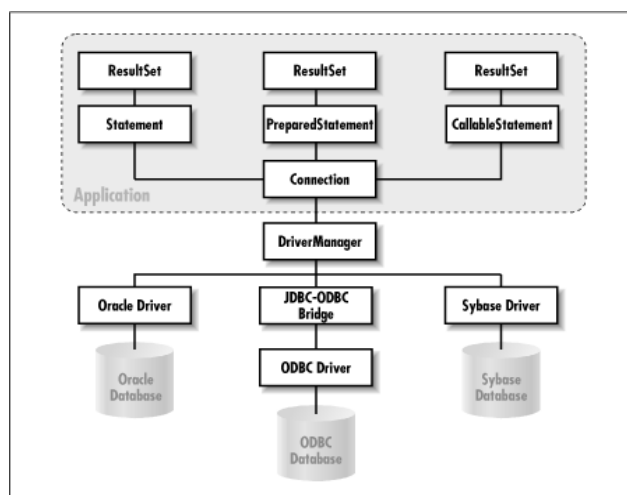 ResultSet
ResultSet
ResultSet
Statement
PreparedStatement
CallableStatement
Connection
Application
DriverManager
Oracle Driver
JDBC-ODBC
Bridge
Sybase Driver
ODBC Driver
Oracle
Database
Sybase
Database
ODBC
Database